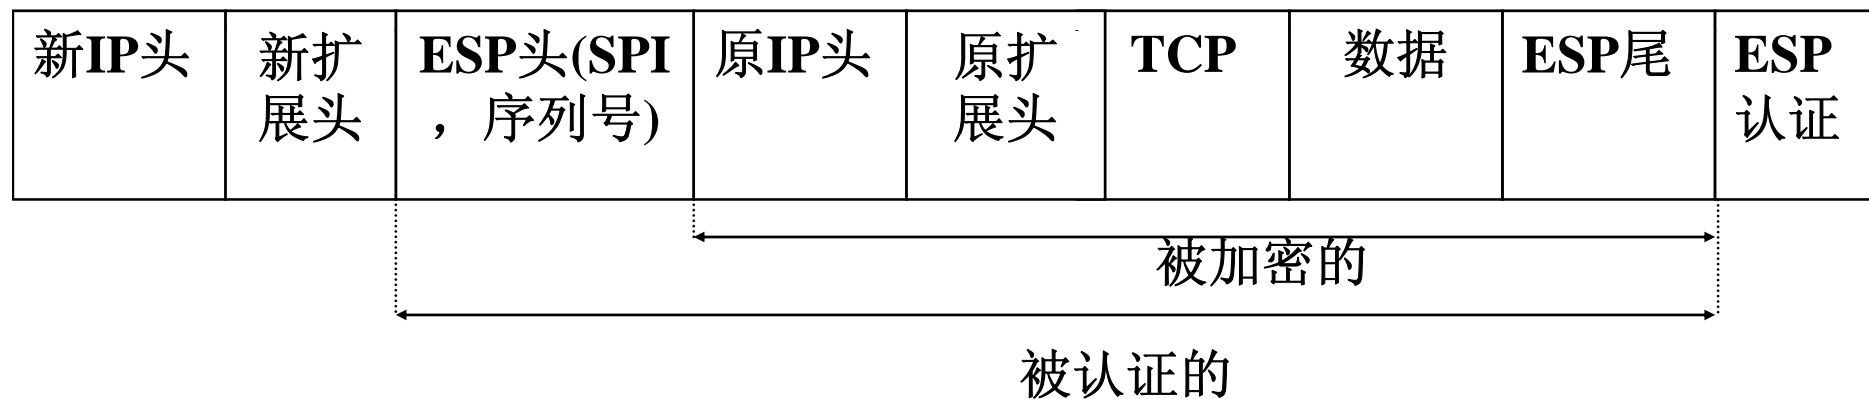 新IP头
新扩
展头
ESP头(SPI
，序列号)
原IP头
原扩
展头
TCP
数据
ESP尾
ESP
认证
被加密的
被认证的